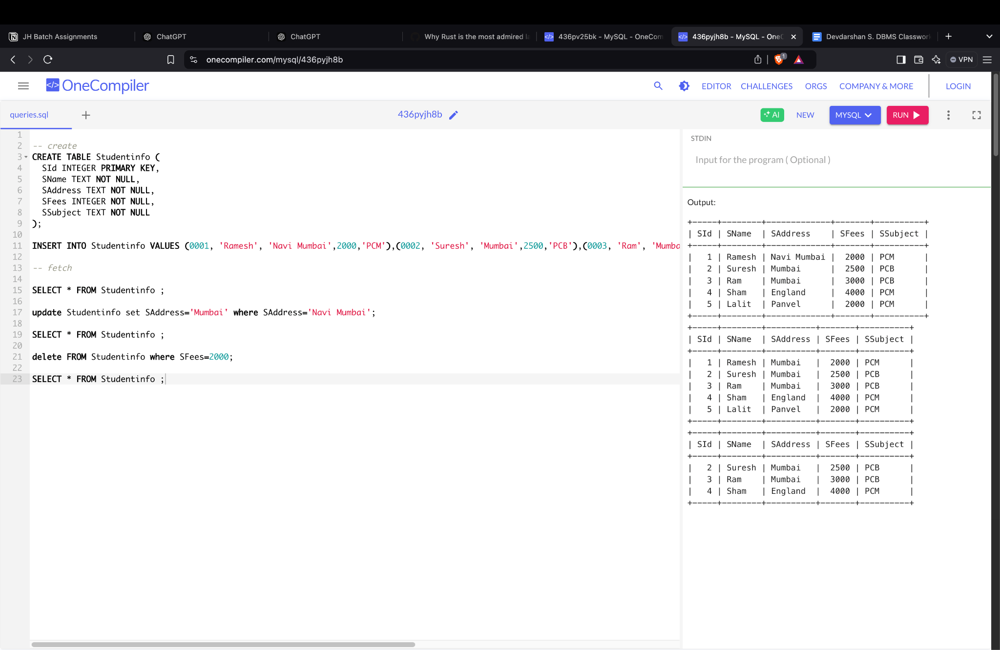 JH Batch Assignments
ChatGPT
ChatGPT
Why Rust is the most admired la
436pv25bk - MySQL - OneCom
436pyjh8b - MySQL - OneC
Devdarshan S. DBMS Classwor
onecompiler.com/mysql/436pyjh8b
1
VPN
</> OneCompiler
EDITOR
CHALLENGES
ORGS
COMPANY & MORE
LOGIN
queries.sql
436pyjh8b
AI
NEW
MYSQL
RUN
1
2 -- create
3 CREATE TABLE Studentinfo (
4 SId INTEGER PRIMARY KEY,
5 SName TEXT NOT NULL,
6 SAddress TEXT NOT NULL,
7 SFees INTEGER NOT NULL,
8 SSubject TEXT NOT NULL
9 );
10
11 INSERT INTO Studentinfo VALUES (0001, 'Ramesh', 'Navi Mumbai',2000,'PCM'),(0002, 'Suresh', 'Mumbai',2500,'PCB'),(0003, 'Ram', 'Mumba
12
13 -- fetch
14
15 SELECT * FROM Studentinfo ;
16
17 update Studentinfo set SAddress='Mumbai' where SAddress='Navi Mumbai';
18
19 SELECT * FROM Studentinfo ;
20
21 delete FROM Studentinfo where SFees=2000;
22
23 SELECT * FROM Studentinfo ;
STDIN
Input for the program ( Optional )
Output:
+-----+--------+-------------+-------+----------+
| SId | SName  | SAddress    | SFees | SSubject |
+-----+--------+-------------+-------+----------+
|   1 | Ramesh | Navi Mumbai |  2000 | PCM      |
|   2 | Suresh | Mumbai      |  2500 | PCB      |
|   3 | Ram    | Mumbai      |  3000 | PCB      |
|   4 | Sham   | England     |  4000 | PCM      |
|   5 | Lalit  | Panvel      |  2000 | PCM      |
+-----+--------+-------------+-------+----------+
+-----+--------+----------+-------+----------+
| SId | SName  | SAddress | SFees | SSubject |
+-----+--------+----------+-------+----------+
|   1 | Ramesh | Mumbai   |  2000 | PCM      |
|   2 | Suresh | Mumbai   |  2500 | PCB      |
|   3 | Ram    | Mumbai   |  3000 | PCB      |
|   4 | Sham   | England  |  4000 | PCM      |
|   5 | Lalit  | Panvel   |  2000 | PCM      |
+-----+--------+----------+-------+----------+
+-----+--------+----------+-------+----------+
| SId | SName  | SAddress | SFees | SSubject |
+-----+--------+----------+-------+----------+
|   2 | Suresh | Mumbai   |  2500 | PCB      |
|   3 | Ram    | Mumbai   |  3000 | PCB      |
|   4 | Sham   | England  |  4000 | PCM      |
+-----+--------+----------+-------+----------+